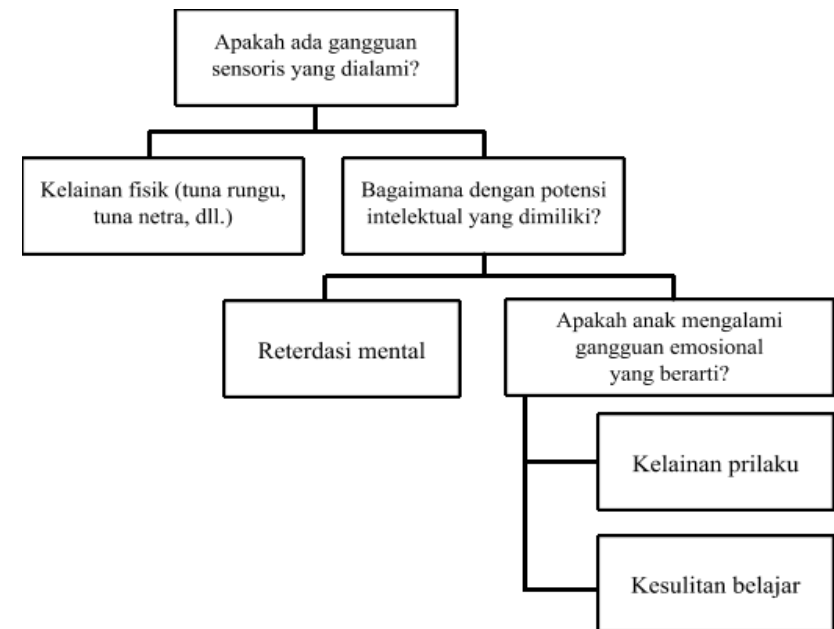 Apakah ada gangguan
sensoris yang dialami?
Kelainan fisik (tuna rungu,
tuna netra, dll.)
Bagaimana dengan potensi
intelektual yang dimiliki?
Reterdasi mental
Apakah anak mengalami
gangguan emosional
yang berarti?
Kelainan prilaku
Kesulitan belajar